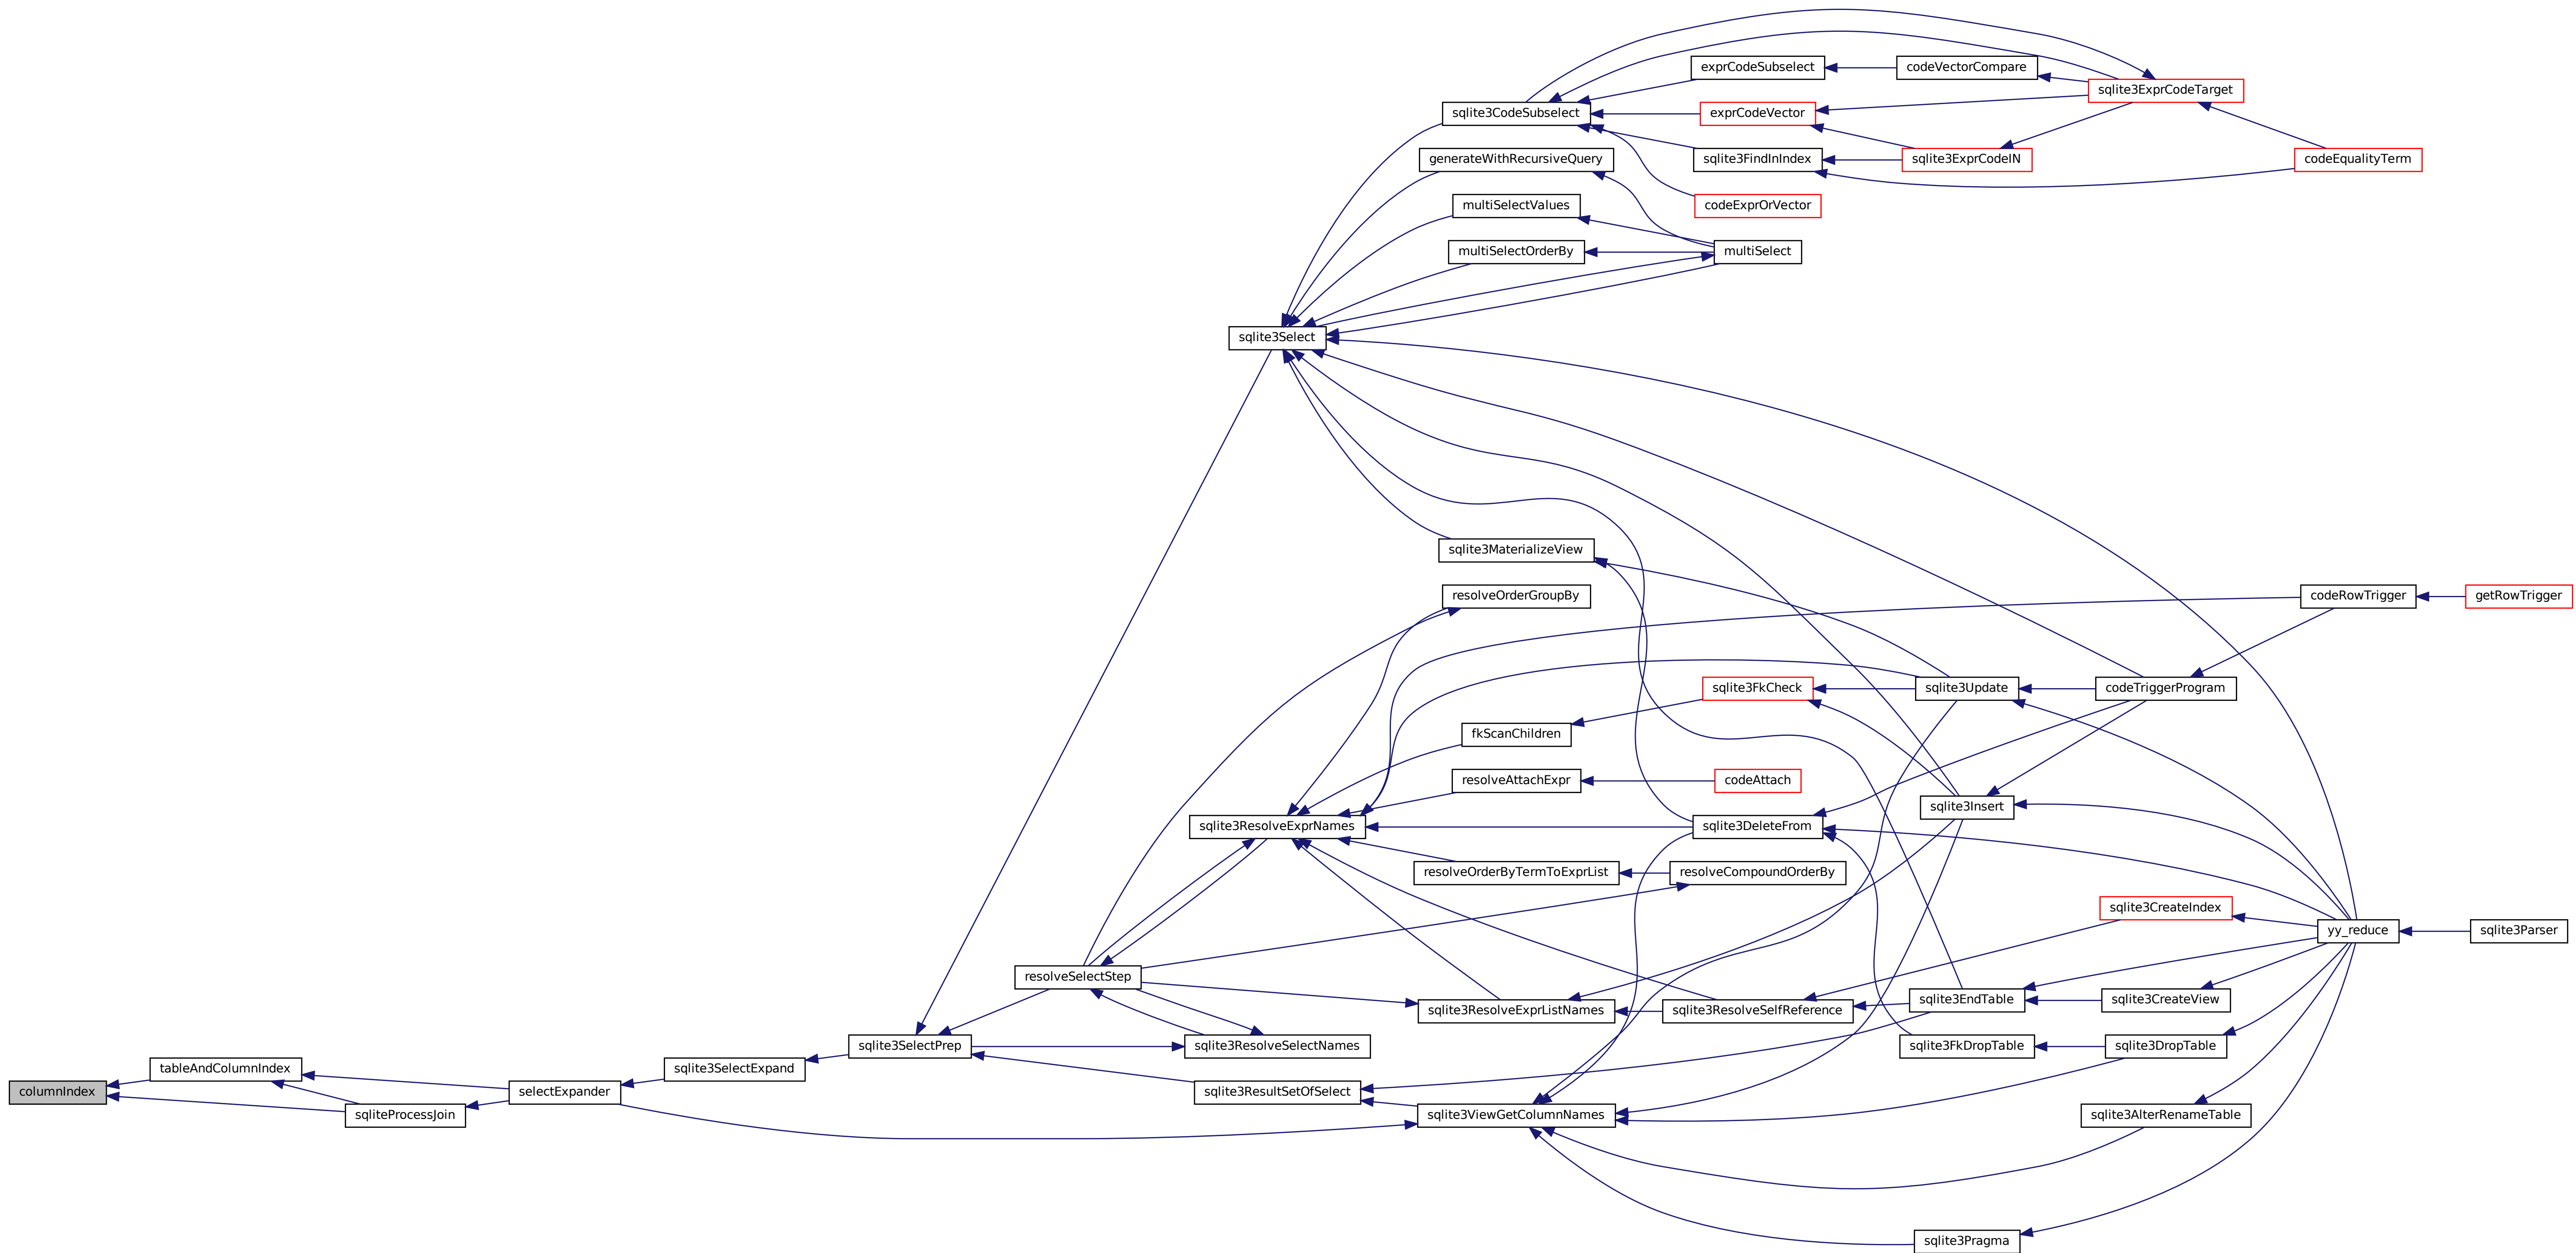 columnIndex
tableAndColumnIndex
sqliteProcessJoin
selectExpander
sqlite3SelectExpand
sqlite3SelectPrep
resolveSelectStep
sqlite3Select
sqlite3ResolveExprNames
sqlite3ResolveSelectNames
sqlite3ResultSetOfSelect
sqlite3CodeSubselect
generateWithRecursiveQuery
multiSelectValues
multiSelectOrderBy
sqlite3MaterializeView
resolveOrderGroupBy
fkScanChildren
resolveAttachExpr
resolveOrderByTermToExprList
sqlite3ResolveExprListNames
sqlite3ViewGetColumnNames
exprCodeSubselect
exprCodeVector
sqlite3FindInIndex
codeExprOrVector
multiSelect
sqlite3FkCheck
codeAttach
sqlite3DeleteFrom
resolveCompoundOrderBy
sqlite3ResolveSelfReference
codeVectorCompare
sqlite3ExprCodeIN
sqlite3Update
sqlite3Insert
sqlite3EndTable
sqlite3FkDropTable
sqlite3Pragma
sqlite3ExprCodeTarget
codeTriggerProgram
sqlite3CreateIndex
sqlite3CreateView
sqlite3DropTable
sqlite3AlterRenameTable
codeEqualityTerm
codeRowTrigger
yy_reduce
getRowTrigger
sqlite3Parser